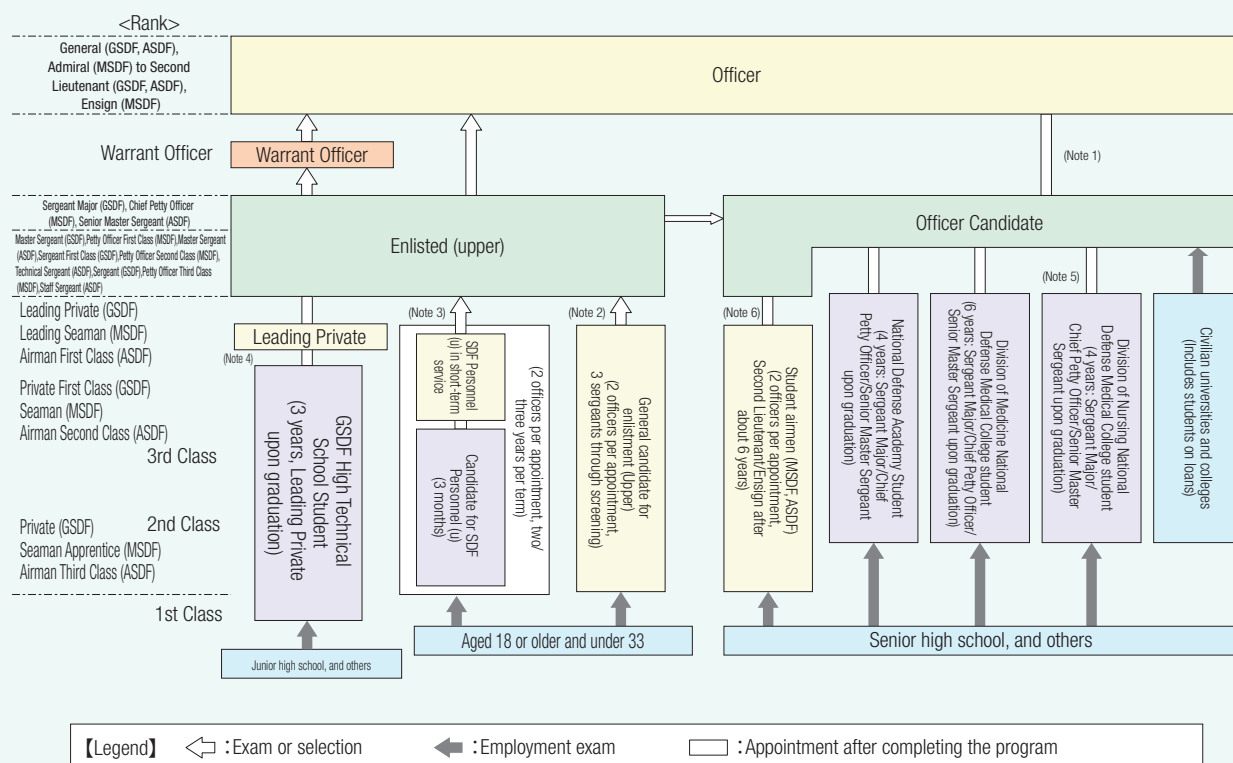 <Rank>
General (GSDF, ASDF),
Admiral (MSDF) to Second
Lieutenant (GSDF, ASDF),
Ensign (MSDF)
Officer
Warrant Officer
Warrant Officer
(Note 1)
Sergeant Major (GSDF), Chief Petty Officer
(MSDF), Senior Master Sergeant (ASDF)
Master Sergeant (GSDF),Petty Officer First Class (MSDF),Master Sergeant
(ASDF),Sergeant First Class (GSDF),Petty Officer Second Class (MSDF),
Technical Sergeant (ASDF),Sergeant (GSDF),Petty Officer Third Class
(MSDF),Staff Sergeant (ASDF)
Enlisted (upper)
Officer Candidate
Leading Private (GSDF)
Leading Seaman (MSDF)
Airman First Class (ASDF)
Private First Class (GSDF)
Seaman (MSDF)
Airman Second Class (ASDF)
3rd Class
2nd Class
Private (GSDF)
Seaman Apprentice (MSDF)
Airman Third Class (ASDF)
1st Class
Leading Private
(Note 4)
GSDF High Technical
School Student
(3 years, Leading Private
upon graduation)
Junior high school, and others
(Note 3)
SDF Personnel
(u) in short-term
service
Candidate for SDF
Personnel (u)
(3 months)
(2 officers per appointment, two/
three years per term)
(Note 2)
General candidate for
enlistment (Upper)
(2 officers per appointment,
3 sergeants through screening)
Aged 18 or older and under 33
(Note 6)
Student airmen (MSDF, ASDF)
(2 officers per appointment,
Second Lieutenant/Ensign after
about 6 years)
National Defense Academy Student
(4 years: Sergeant Major/Chief
Petty Officer/Senior Master Sergeant
upon graduation)
Division of Medicine National
Defense Medical College student
(6 years: Sergeant Major/Chief Petty Officer/
Senior Master Sergeant upon graduation)
(Note 5)
Division of Nursing National
Defense Medical College student
(4 years: Sergeant Major/
Chief Petty Officer/Senior Master
Sergeant upon graduation)
Civilian universities and colleges
(Includes students on loans)
Senior high school, and others
【Legend】 :Exam or selection :Employment exam :Appointment after completing the program